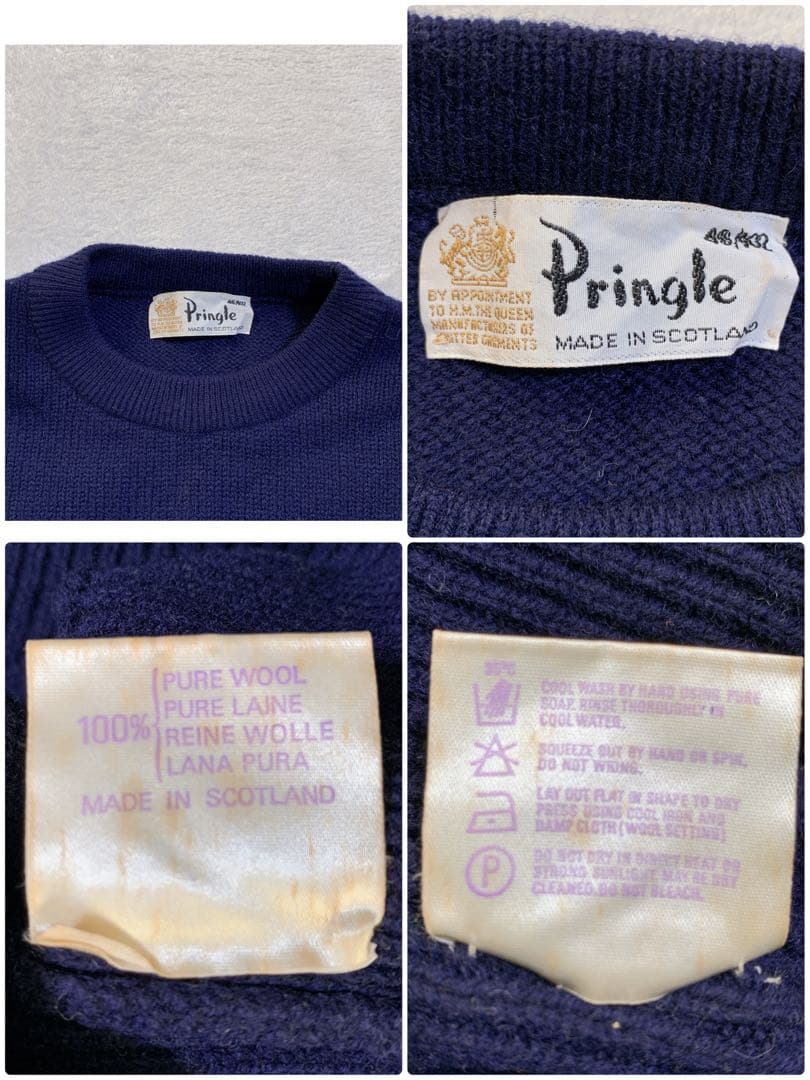 Pringle
MADE IN SCOTLAND
BY APPOINTMENT
TO H.M. THE QUEEN
MANUFACTURERS OF
KNITTED GARMENTS
Pringle
MADE IN SCOTLAND
100%
PURE WOOL
PURE LAINE
REINE WOLLE
LANA PURA
MADE IN SCOTLAND
35°C
COOL WASH BY HAND USING PURE
SOAP. RINSE THOROUGHLY IN
COOL WATER.
SQUEEZE OUT BY HAND OR SPIN.
DO NOT WRING.
LAY OUT FLAT IN SHAPE TO DRY
PRESS USING COOL IRON AND
DAMP CLOTH (WOOL SETTING)
P
DO NOT DRY IN DIRECT HEAT OR
STRONG SUNLIGHT MAY BE DRY
CLEANED. DO NOT BLEACH.